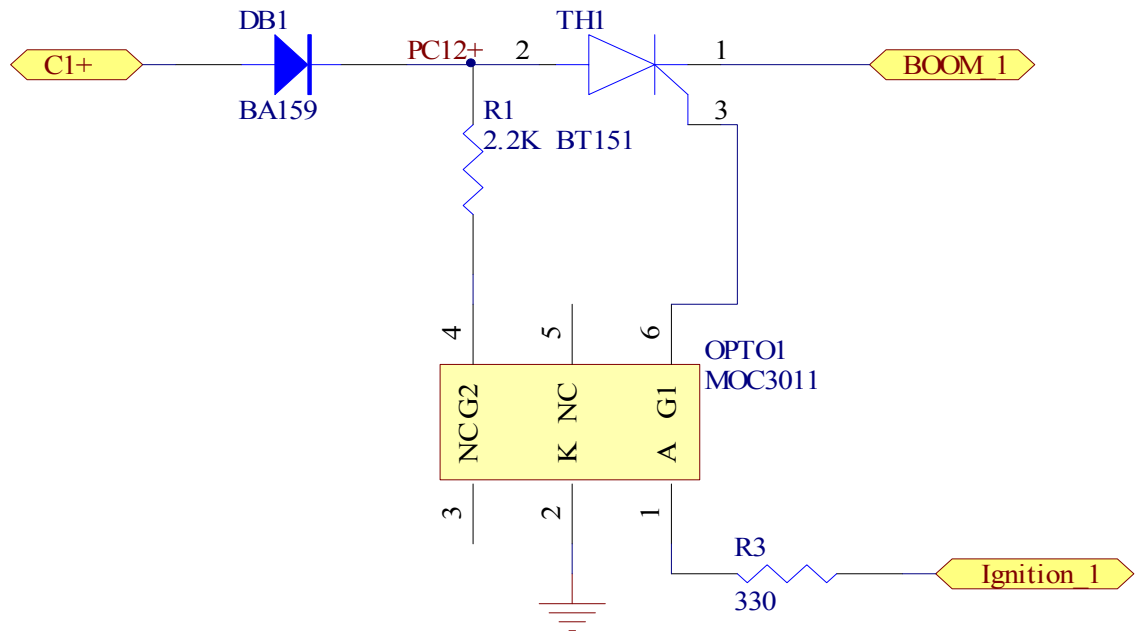 DB1
TH1
C1+
PC12+
2
1
BOOM_1
BA159
R1
3
2.2K
BT151
4
5
6
OPTO1
MOC3011
G2
NC
G1
NC
K
A
3
2
1
R3
Ignition_1
330